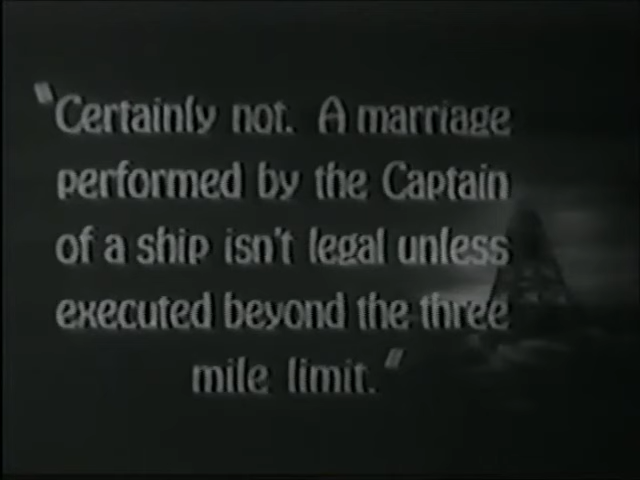 "Certainly not. A marriage
performed by the Captain
of a ship isn't legal unless
executed beyond the three
mile limit."